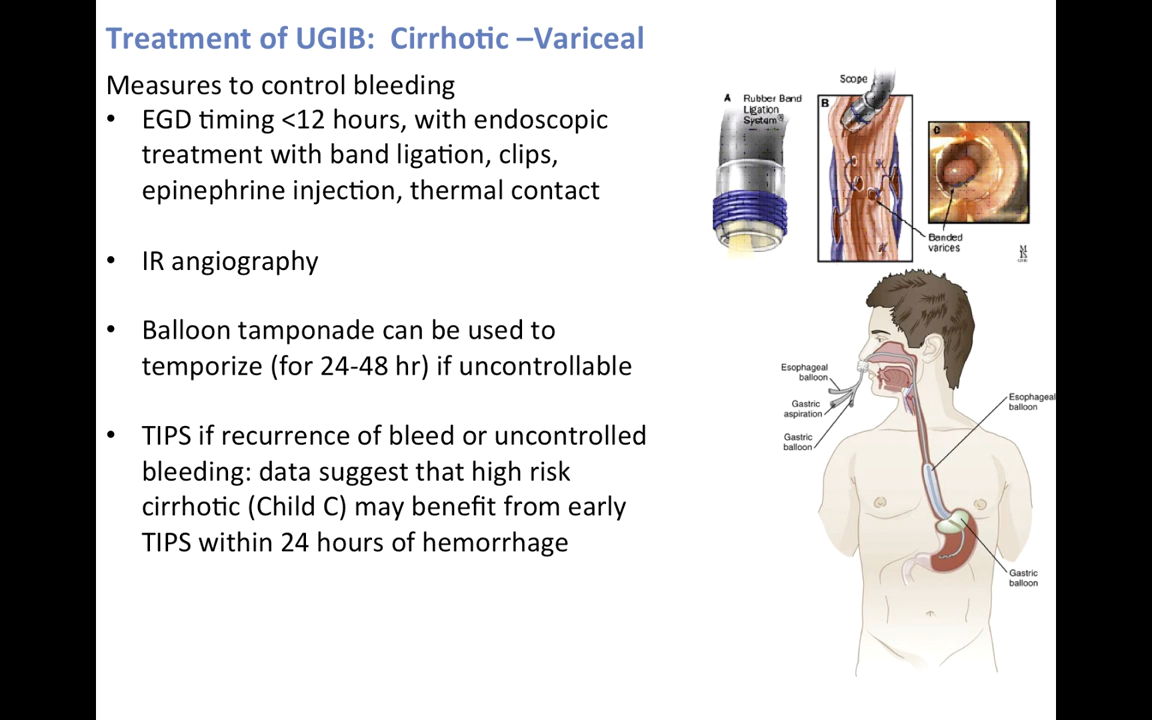 Treatment of UGIB: Cirrhotic –Variceal
Measures to control bleeding
• EGD timing <12 hours, with endoscopic
treatment with band ligation, clips,
epinephrine injection, thermal contact
• IR angiography
• Balloon tamponade can be used to
temporize (for 24-48 hr) if uncontrollable
• TIPS if recurrence of bleed or uncontrolled
bleeding: data suggest that high risk
cirrhotic (Child C) may benefit from early
TIPS within 24 hours of hemorrhage
Scope
A Rubber Band
Ligation
System®
B
C
Banded
varices
Esophageal
balloon
Gastric
aspiration
Gastric
balloon
Esophageal
balloon
Gastric
balloon